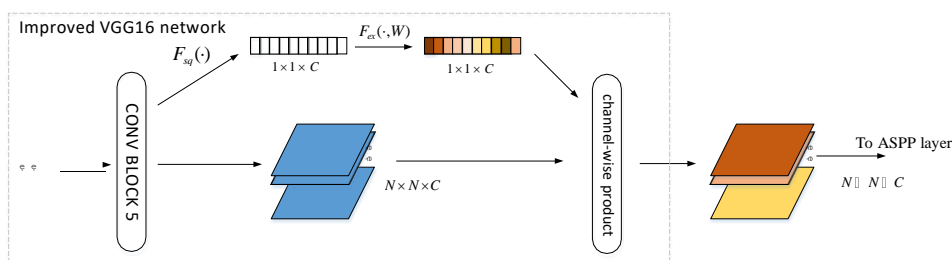 Improved VGG16 network
F_sq(·)
F_ex(·,W)
1×1×C
1×1×C
CONV BLOCK 5
N×N×C
channel-wise product
To ASPP layer
N▯ N▯ C